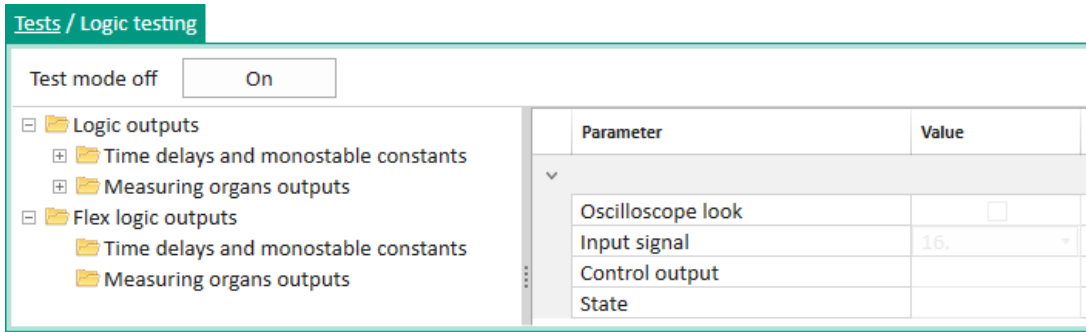 Tests / Logic testing
Test mode off On
Logic outputs
Time delays and monostable constants
Measuring organs outputs
Flex logic outputs
Time delays and monostable constants
Measuring organs outputs
Parameter Value
Oscilloscope look
Input signal 16.
Control output
State